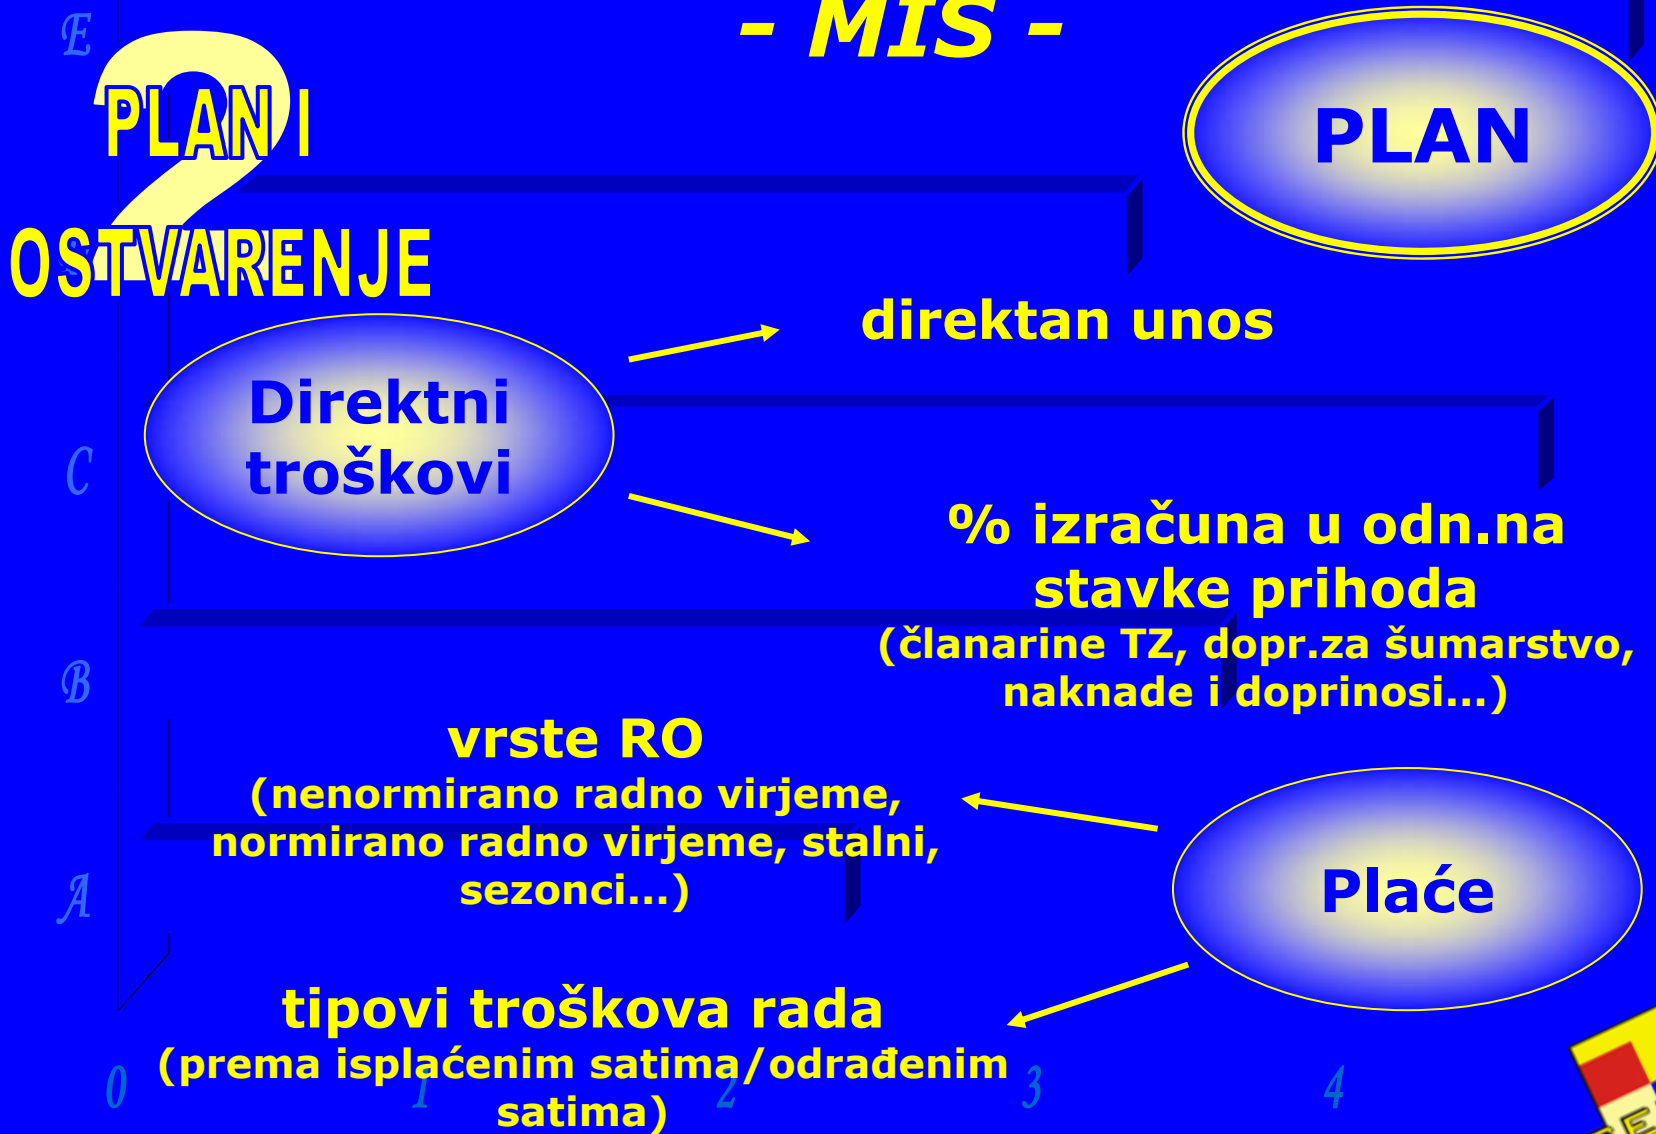 - MIS -
PLAN
2
PLAN I
OSTVARENJE
direktan unos
Direktni
troškovi
% izračuna u odn.na
stavke prihoda
(članarine TZ, dopr.za šumarstvo,
naknade i doprinosi...)
vrste RO
(nenormirano radno virjeme,
normirano radno virjeme, stalni,
sezonci...)
Plaće
tipovi troškova rada
(prema isplaćenim satima/odrađenim
satima)
E
C
B
A
0 1 2 3 4